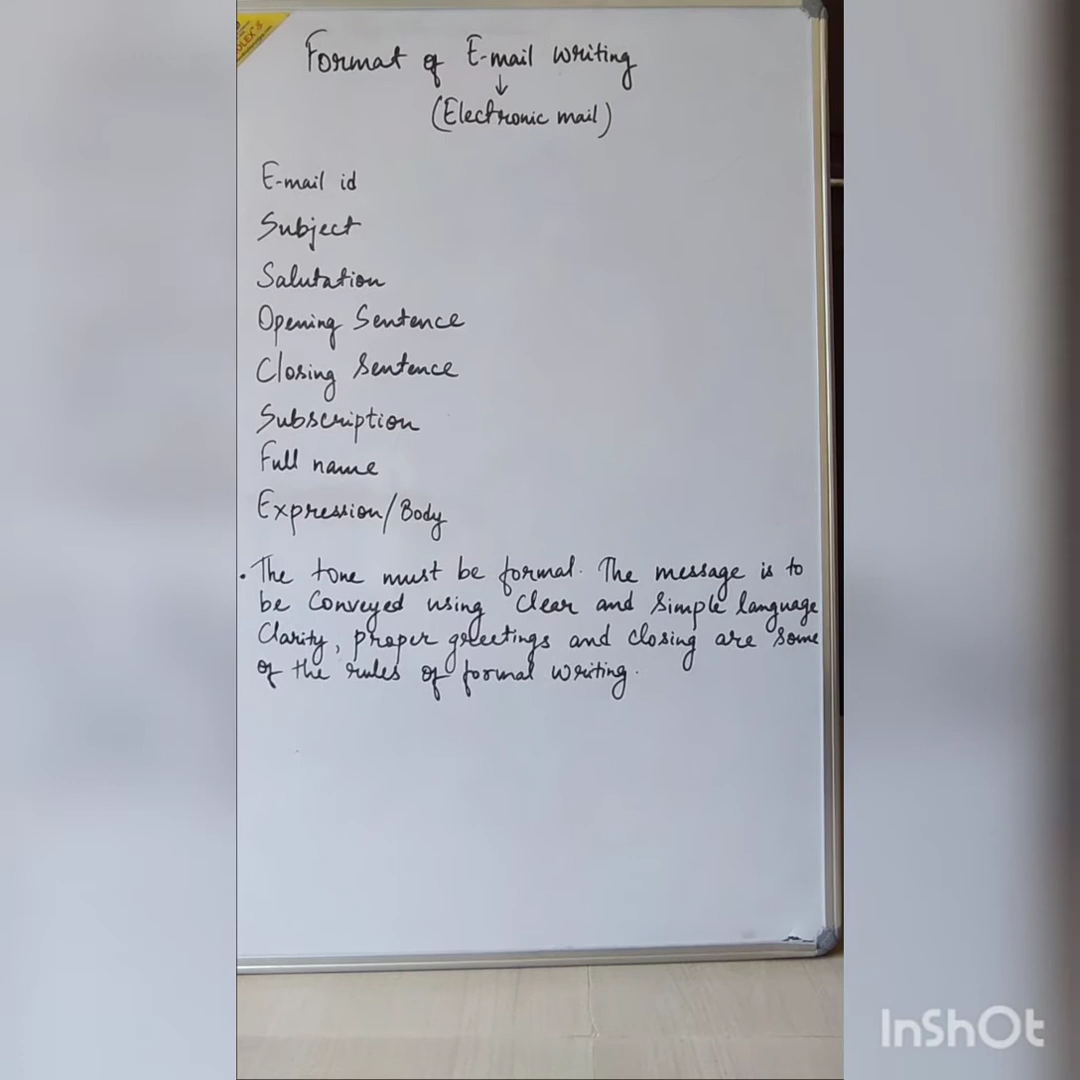 Format of E-mail writing
↓
(Electronic mail)
E-mail id
Subject
Salutation
Opening Sentence
Closing Sentence
Subscription
Full name
Expression/Body
• The tone must be formal. The message is to
be Conveyed using Clear and Simple language
Clarity, proper greetings and closing are some
of the rules of formal writing.
InShOt